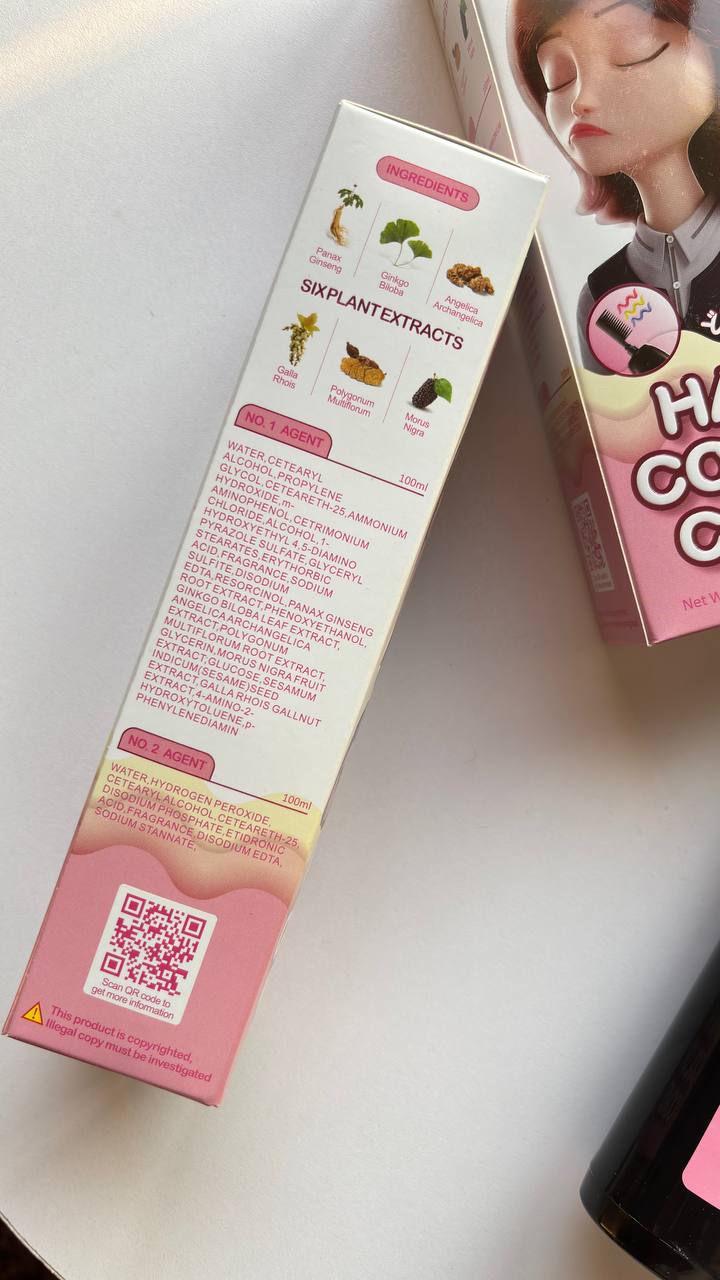 INGREDIENTS
Panax
Ginseng
Ginkgo
Biloba
Angelica
Archangelica
SIXPLANTEXTRACTS
Galla
Rhois
Polygonum
Multiflorum
Morus
Nigra
NO. 1 AGENT
100ml
WATER,CETEARYL
ALCOHOL,PROPYLENE
GLYCOL,CETEARETH-25,AMMONIUM
HYDROXIDE,m-
AMINOPHENOL,CETRIMONIUM
CHLORIDE,ALCOHOL,1-
HYDROXYETHYL 4,5-DIAMINO
PYRAZOLE SULFATE,GLYCERYL
STEARATES,ERYTHORBIC
ACID,FRAGRANCE,SODIUM
SULFITE,DISODIUM
EDTA,RESORCINOL,PANAX GINSENG
ROOT EXTRACT,PHENOXYETHANOL,
GINKGO BILOBA LEAF EXTRACT,
ANGELICA ARCHANGELICA
EXTRACT,POLYGONUM
MULTIFLORUM ROOT EXTRACT,
GLYCERIN,MORUS NIGRA FRUIT
EXTRACT,GLUCOSE,SESAMUM
INDICUM(SESAME)SEED
EXTRACT,GALLA RHOIS GALLNUT
EXTRACT,4-AMINO-2-
HYDROXYTOLUENE,p-
PHENYLENEDIAMIN
NO. 2 AGENT
100ml
WATER,HYDROGEN PEROXIDE,
CETEARYLALCOHOL,CETEARETH-25,
DISODIUM PHOSPHATE,ETIDRONIC
ACID,FRAGRANCE,DISODIUM EDTA,
SODIUM STANNATE,
Scan QR code to
get more information
This product is copyrighted,
Illegal copy must be investigated
HA
CO
C
Net W